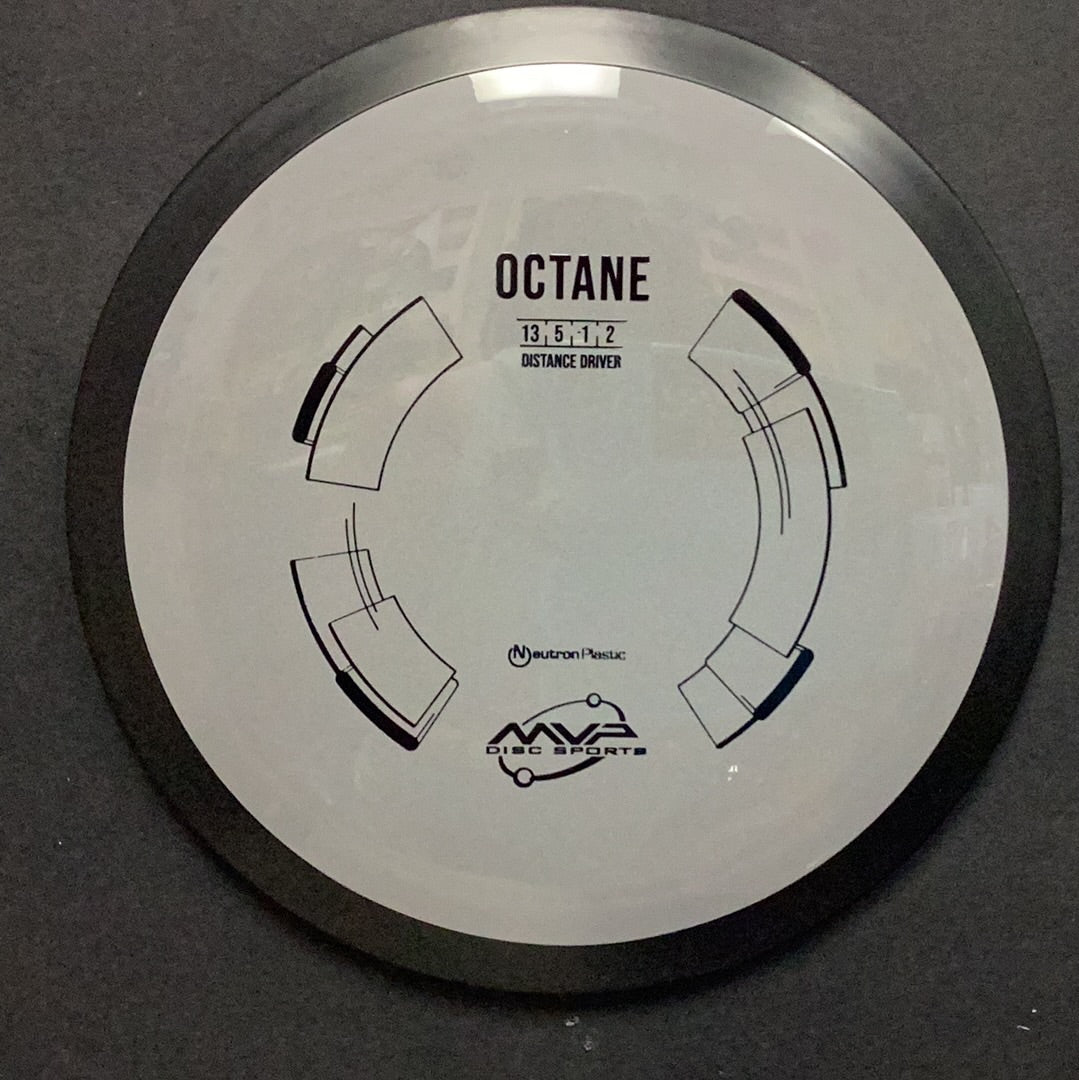 OCTANE
13 5 -1 2
DISTANCE DRIVER
Neutron Plastic
MVP
DISC SPORTS